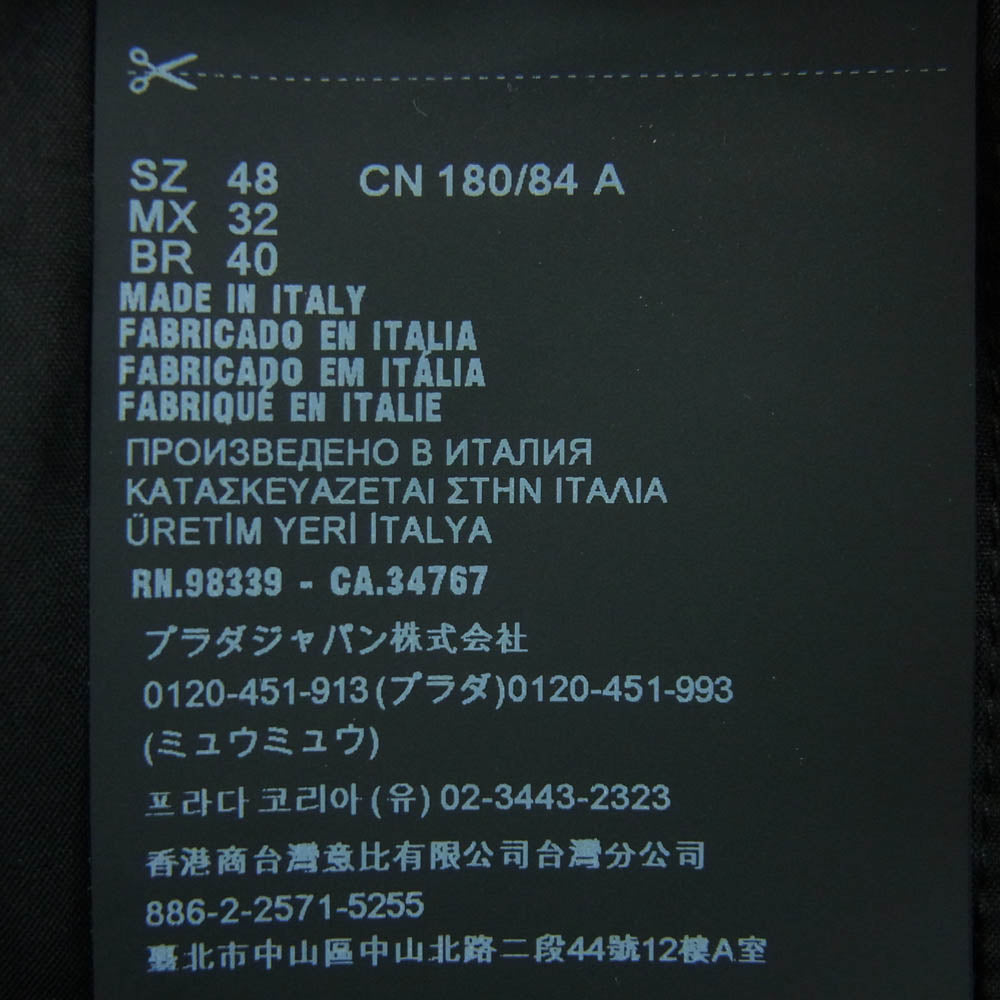 SZ 48 CN 180/84 A
MX 32
BR 40
MADE IN ITALY
FABRICADO EN ITALIA
FABRICADO EM ITÁLIA
FABRIQUÉ EN ITALIE
ПРОИЗВЕДЕНО В ИТАЛИЯ
ΚΑΤΑΣΚΕΥΑΖΕΤΑΙ ΣΤΗΝ ΙΤΑΛΙΑ
ÜRETİM YERİ İTALYA
RN.98339 - CA.34767
プラダジャパン株式会社
0120-451-913(プラダ)0120-451-993
(ミュウミュウ)
프라다 코리아 (유) 02-3443-2323
香港商台灣意比有限公司台灣分公司
886-2-2571-5255
臺北市中山區中山北路二段44號12樓A室